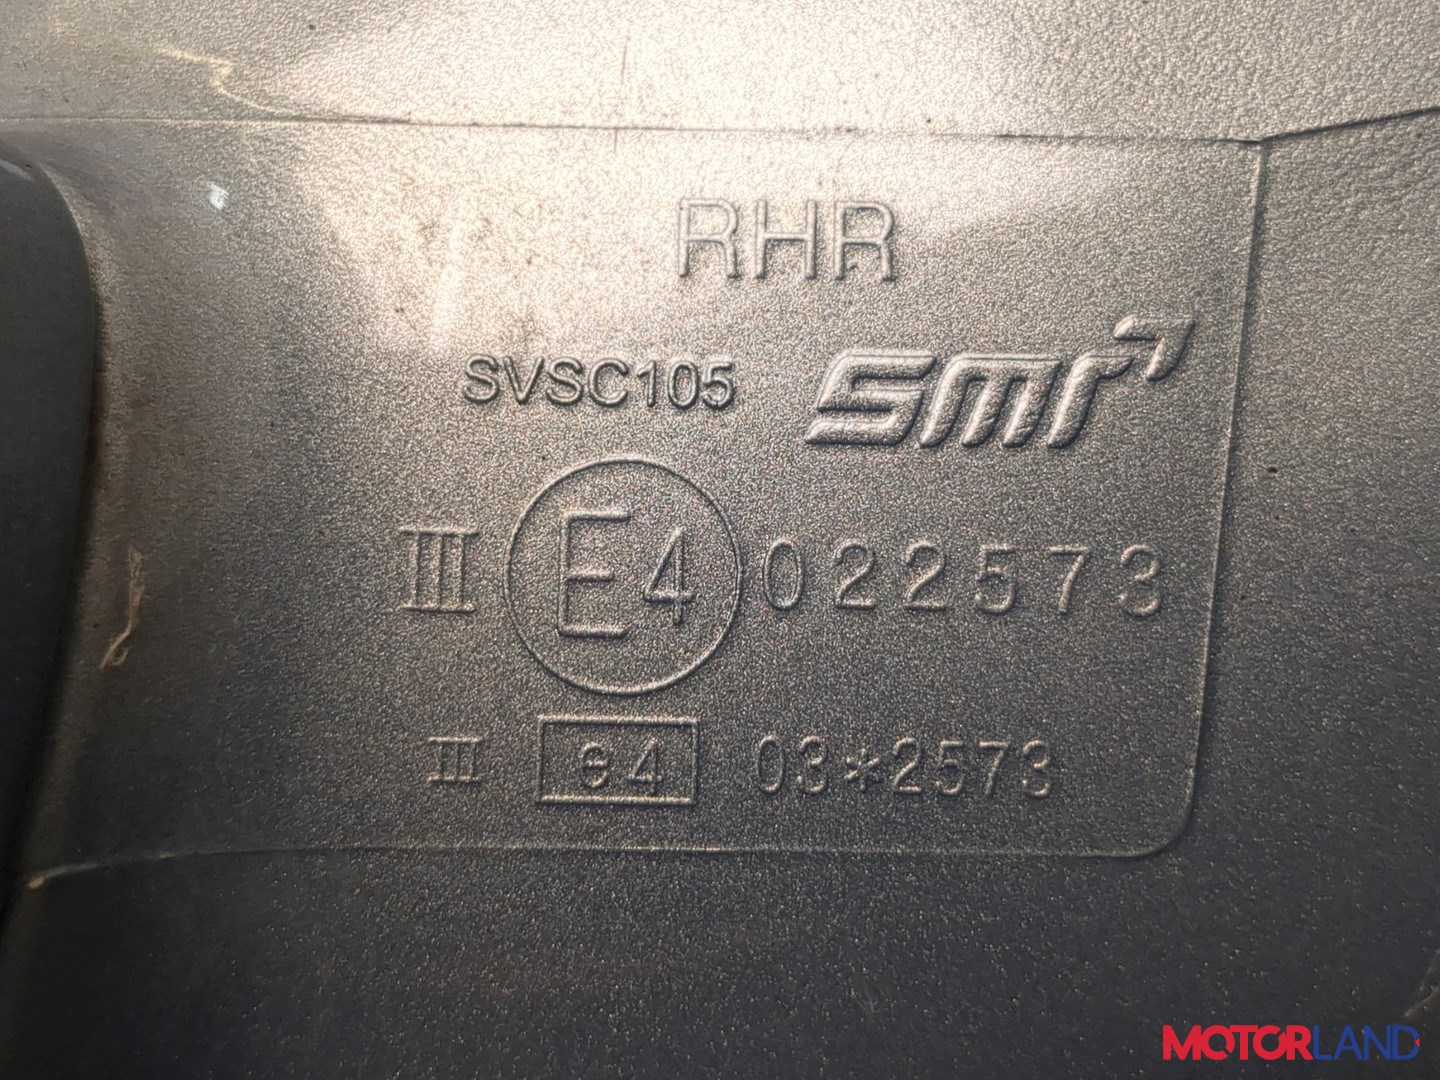 RHR
SVSC105 smr
III E4 022573
III e4 03*2573
MOTORLAND